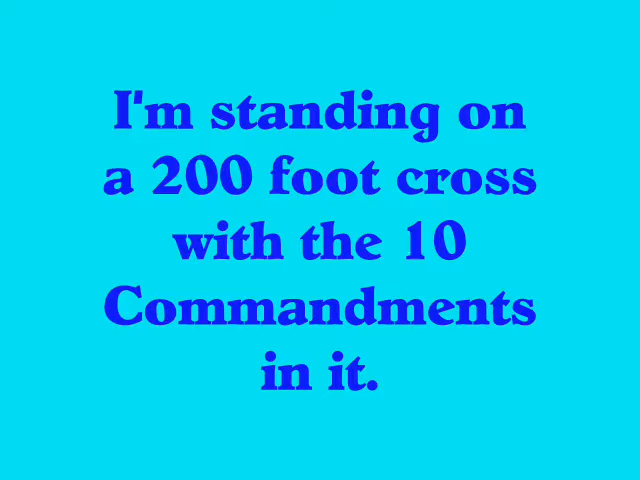 I'm standing on
a 200 foot cross
with the 10
Commandments
in it.